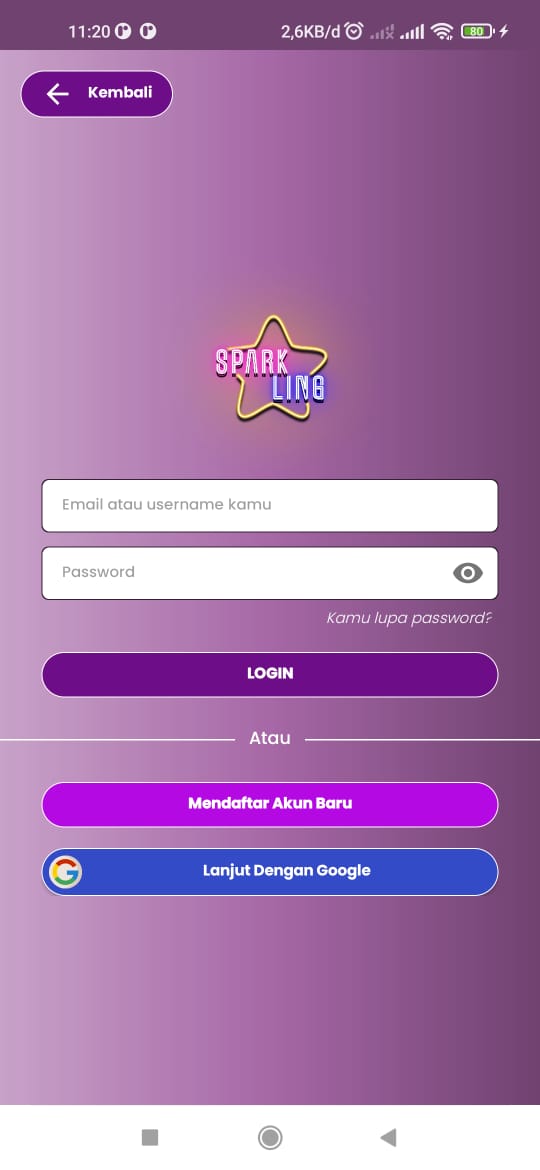 11:20
2,6KB/d
80
Kembali
SPARK
LING
Email atau username kamu
Password
Kamu lupa password?
LOGIN
Atau
Mendaftar Akun Baru
Lanjut Dengan Google